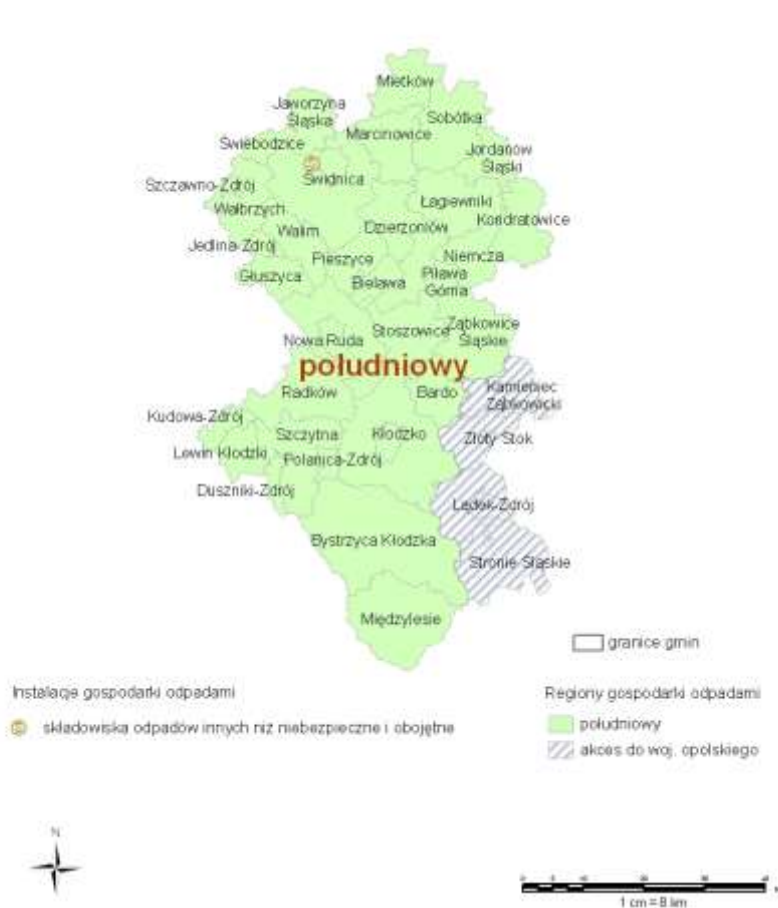 Mietków
Jaworzyna
Śląska
Sobótka
Marcinowice
Świebodzice
Jordanów
Śląski
Świdnica
Szczawno-Zdrój
Łagiewniki
Wałbrzych
Kondratowice
Walim
Dzierżoniów
Jedlina-Zdrój
Pieszyce
Niemcza
Głuszyca
Bielawa
Piława
Górna
Nowa Ruda
Stoszowice
Ząbkowice
Śląskie
południowy
Radków
Bardo
Kamieniec
Ząbkowicki
Kudowa-Zdrój
Szczytna
Kłodzko
Złoty Stok
Lewin Kłodzki
Polanica-Zdrój
Duszniki-Zdrój
Lądek-Zdrój
Bystrzyca Kłodzka
Stronie Śląskie
Międzylesie
granice gmin
Instalacje gospodarki odpadami
składowiska odpadów innych niż niebezpieczne i obojętne
Regiony gospodarki odpadami
południowy
akces do woj. opolskiego
N
1 cm = 8 km